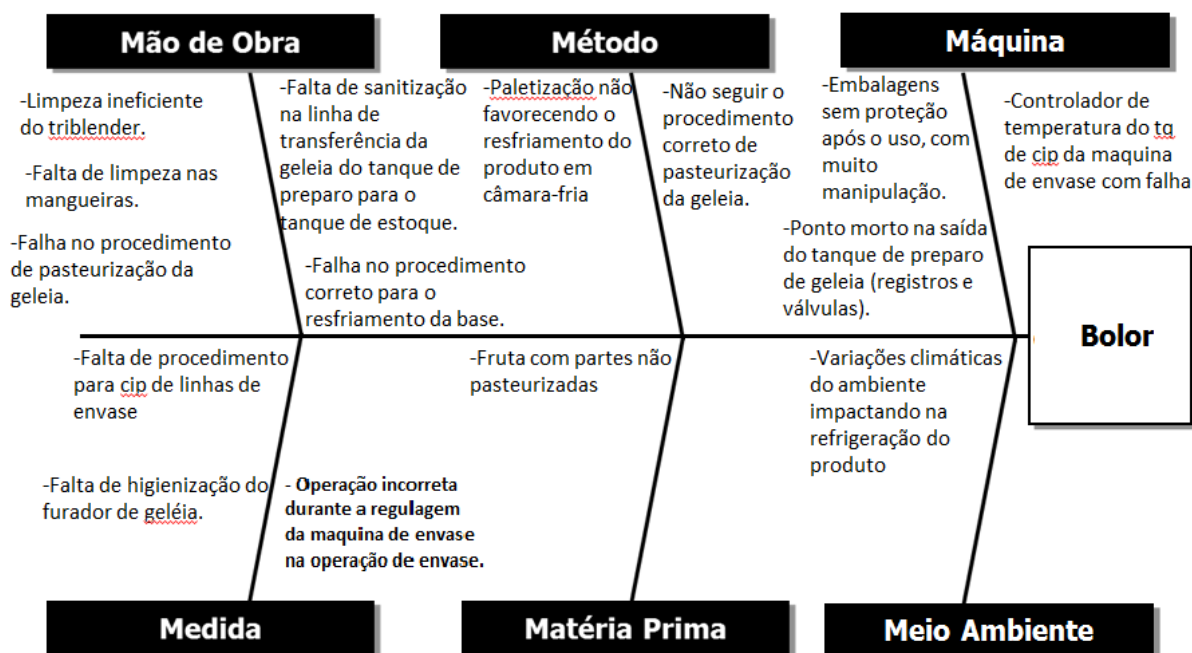 Mão de Obra
Método
Máquina
-Limpeza ineficiente
do triblender.
-Falta de limpeza nas
mangueiras.
-Falha no procedimento
de pasteurização da
geleia.
-Falta de sanitização
na linha de
transferência da
geleia do tanque de
preparo para o
tanque de estoque.
-Falha no procedimento
correto para o
resfriamento da base.
-Paletização não
favorecendo o
resfriamento do
produto em
câmara-fria
-Não seguir o
procedimento
correto de
pasteurização
da geleia.
-Embalagens
sem proteção
após o uso, com
muito
manipulação.
-Ponto morto na saída
do tanque de preparo
de geleia (registros e
válvulas).
-Controlador de
temperatura do tq
de cip da maquina
de envase com falha
Bolor
-Falta de procedimento
para cip de linhas de
envase
-Falta de higienização do
furador de geléia.
- Operação incorreta
durante a regulagem
da maquina de envase
na operação de envase.
-Fruta com partes não
pasteurizadas
-Variações climáticas
do ambiente
impactando na
refrigeração do
produto
Medida
Matéria Prima
Meio Ambiente